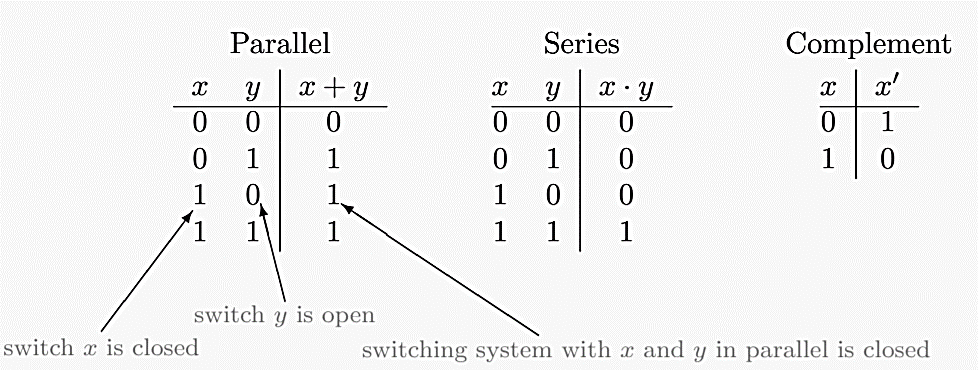 Parallel Series Complement
x y x + y x y x · y x x′
0 0 0 0 0 0 0 1
0 1 1 0 1 0 1 0
1 0 1 1 0 0
1 1 1 1 1 1
switch y is open
switch x is closed switching system with x and y in parallel is closed